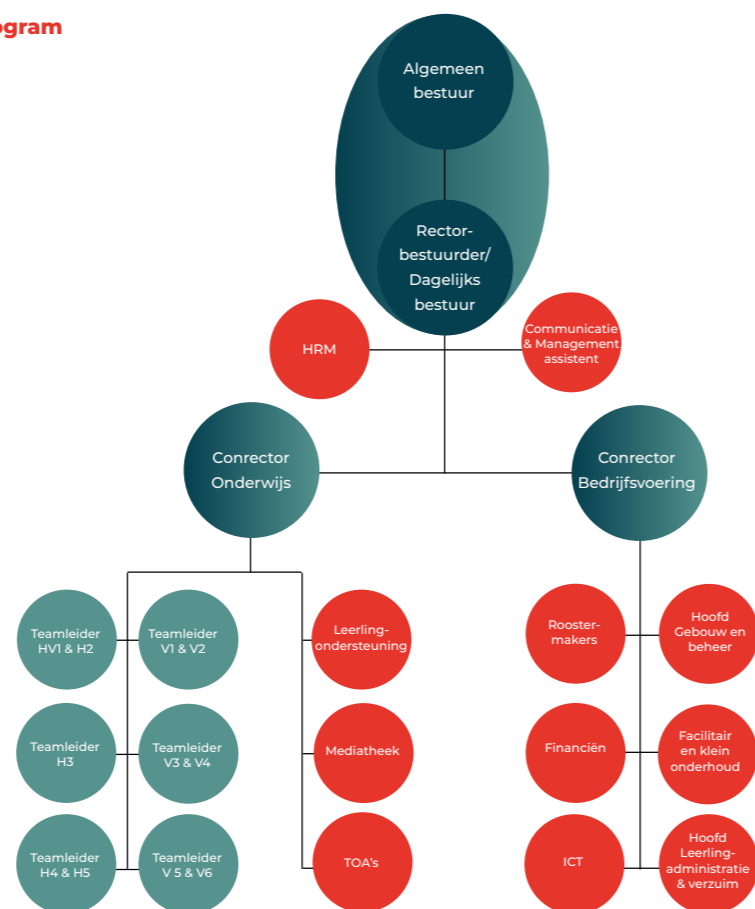 ogram
Algemeen
bestuur
Rector-
bestuurder/
Dagelijks
bestuur
HRM
Communicatie
& Management
assistent
Conrector
Onderwijs
Conrector
Bedrijfsvoering
Teamleider
HV1 & H2
Teamleider
V1 & V2
Leerling-
ondersteuning
Rooster-
makers
Hoofd
Gebouw en
beheer
Teamleider
H3
Teamleider
V3 & V4
Mediatheek
Financiën
Facilitair
en klein
onderhoud
Teamleider
H4 & H5
Teamleider
V 5 & V6
TOA's
ICT
Hoofd
Leerling-
administratie
& verzuim